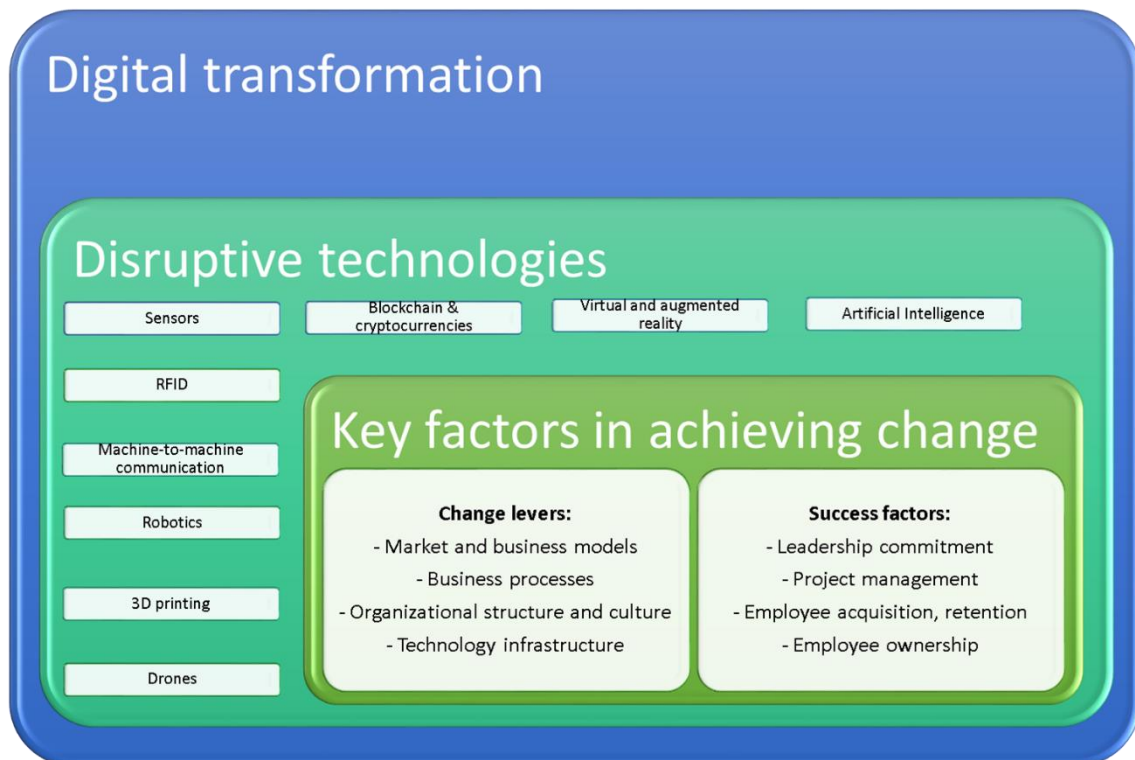 Digital transformation
Disruptive technologies
Sensors
Blockchain &
cryptocurrencies
Virtual and augmented
reality
Artificial Intelligence
RFID
Machine-to-machine
communication
Robotics
3D printing
Drones
Key factors in achieving change
Change levers:
- Market and business models
- Business processes
- Organizational structure and culture
- Technology infrastructure
Success factors:
- Leadership commitment
- Project management
- Employee acquisition, retention
- Employee ownership